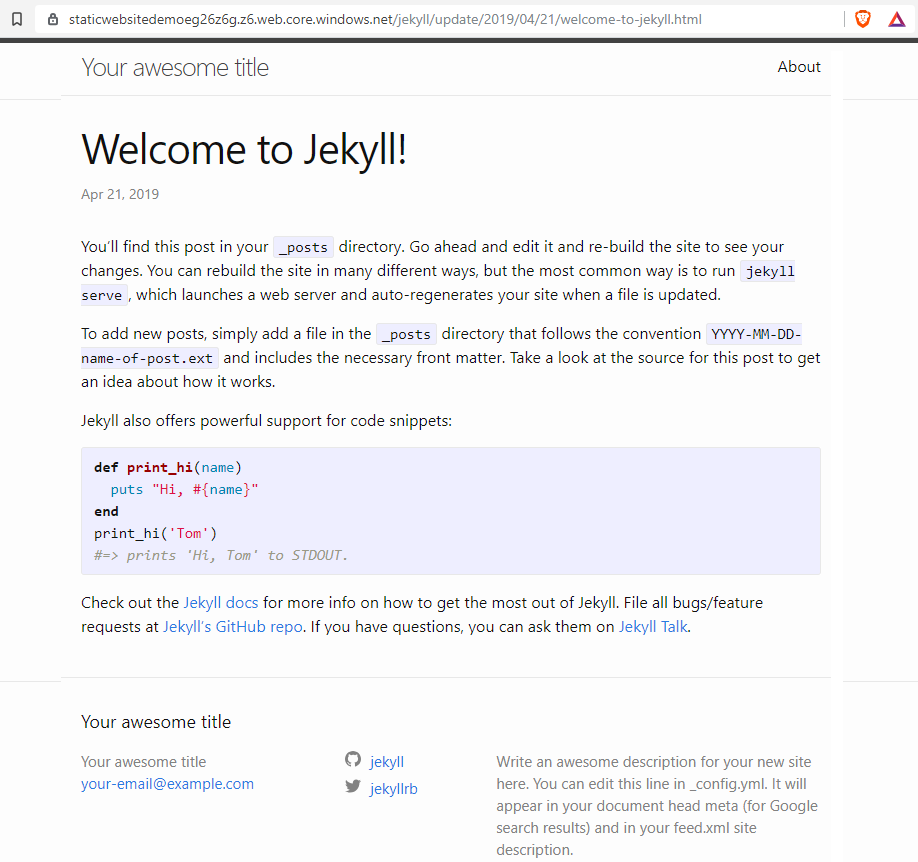 staticwebsitedemoeg26z6g.z6.web.core.windows.net/jekyll/update/2019/04/21/welcome-to-jekyll.html
Your awesome title
About
Welcome to Jekyll!
Apr 21, 2019
You’ll find this post in your _posts directory. Go ahead and edit it and re-build the site to see your
changes. You can rebuild the site in many different ways, but the most common way is to run jekyll
serve, which launches a web server and auto-regenerates your site when a file is updated.
To add new posts, simply add a file in the _posts directory that follows the convention YYYY-MM-DD-
name-of-post.ext and includes the necessary front matter. Take a look at the source for this post to get
an idea about how it works.
Jekyll also offers powerful support for code snippets:
def print_hi(name)
  puts "Hi, #{name}"
end
print_hi('Tom')
#=> prints 'Hi, Tom' to STDOUT.
Check out the Jekyll docs for more info on how to get the most out of Jekyll. File all bugs/feature
requests at Jekyll’s GitHub repo. If you have questions, you can ask them on Jekyll Talk.
Your awesome title
Your awesome title
your-email@example.com
jekyll
jekyllrb
Write an awesome description for your new site
here. You can edit this line in _config.yml. It will
appear in your document head meta (for Google
search results) and in your feed.xml site
description.